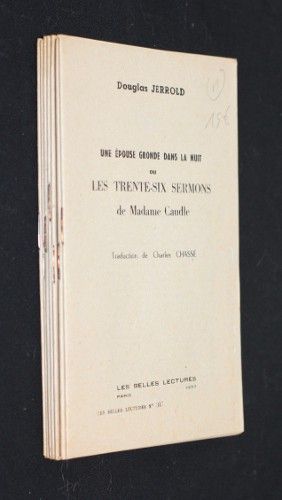 Douglas JERROLD
15€
UNE ÉPOUSE GRONDE DANS LA NUIT
ou
LES TRENTE-SIX SERMONS
de Madame Caudle
Traduction de Charles CHASSÉ
LES BELLES LECTURES
PARIS
LES BELLES LECTURES N°